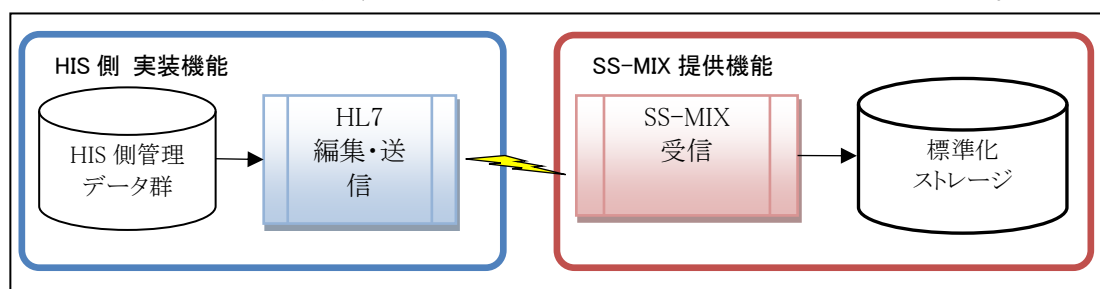 HIS 側 実装機能
HIS 側管理
データ群
HL7
編集・送
信
SS-MIX 提供機能
SS-MIX
受信
標準化
ストレージ